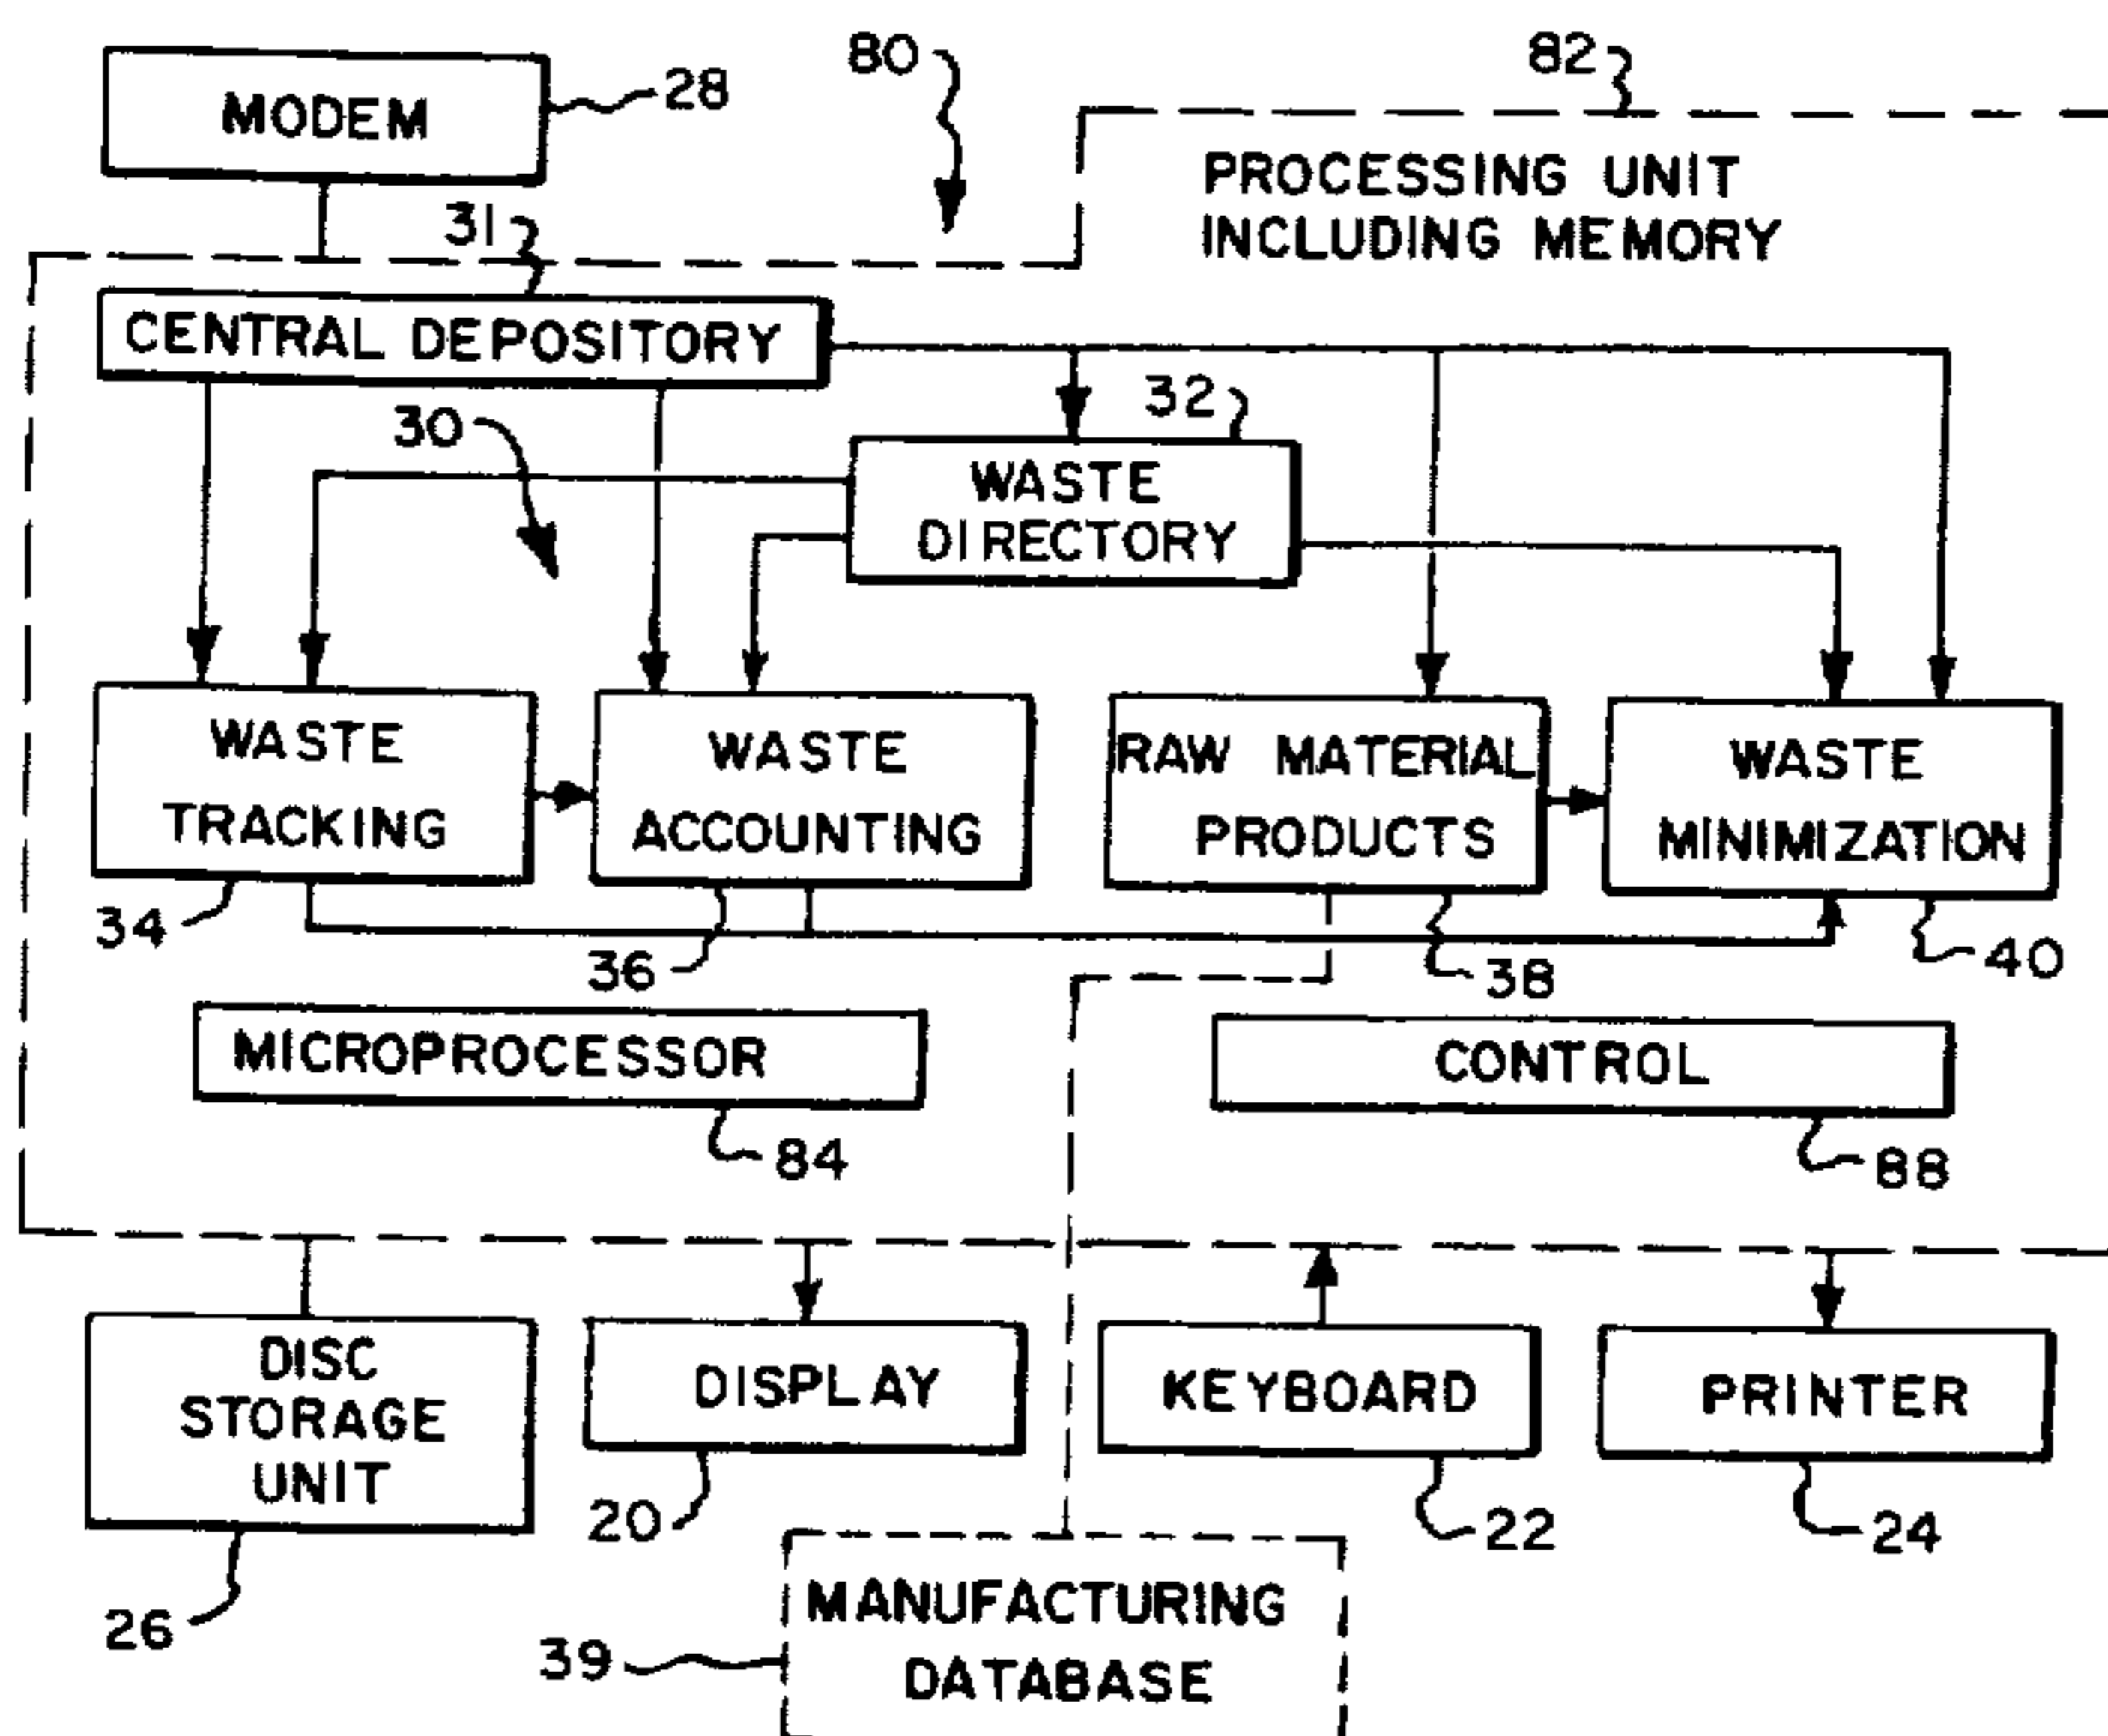 MODEM
28
80
82
PROCESSING UNIT
INCLUDING MEMORY
31
CENTRAL DEPOSITORY
30
32
WASTE
DIRECTORY
WASTE
TRACKING
WASTE
ACCOUNTING
RAW MATERIAL
PRODUCTS
WASTE
MINIMIZATION
34
36
38
40
MICROPROCESSOR
CONTROL
84
88
DISC
STORAGE
UNIT
DISPLAY
KEYBOARD
PRINTER
20
22
24
26
39
MANUFACTURING
DATABASE